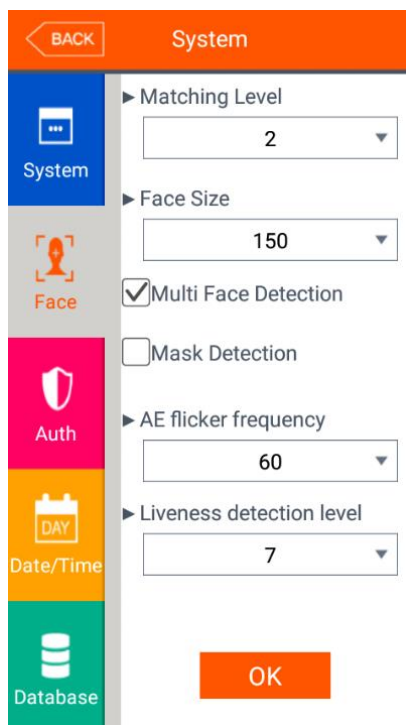 BACK
System
System
Face
Auth
DAY
Date/Time
Database
► Matching Level
2
► Face Size
150
Multi Face Detection
Mask Detection
► AE flicker frequency
60
► Liveness detection level
7
OK